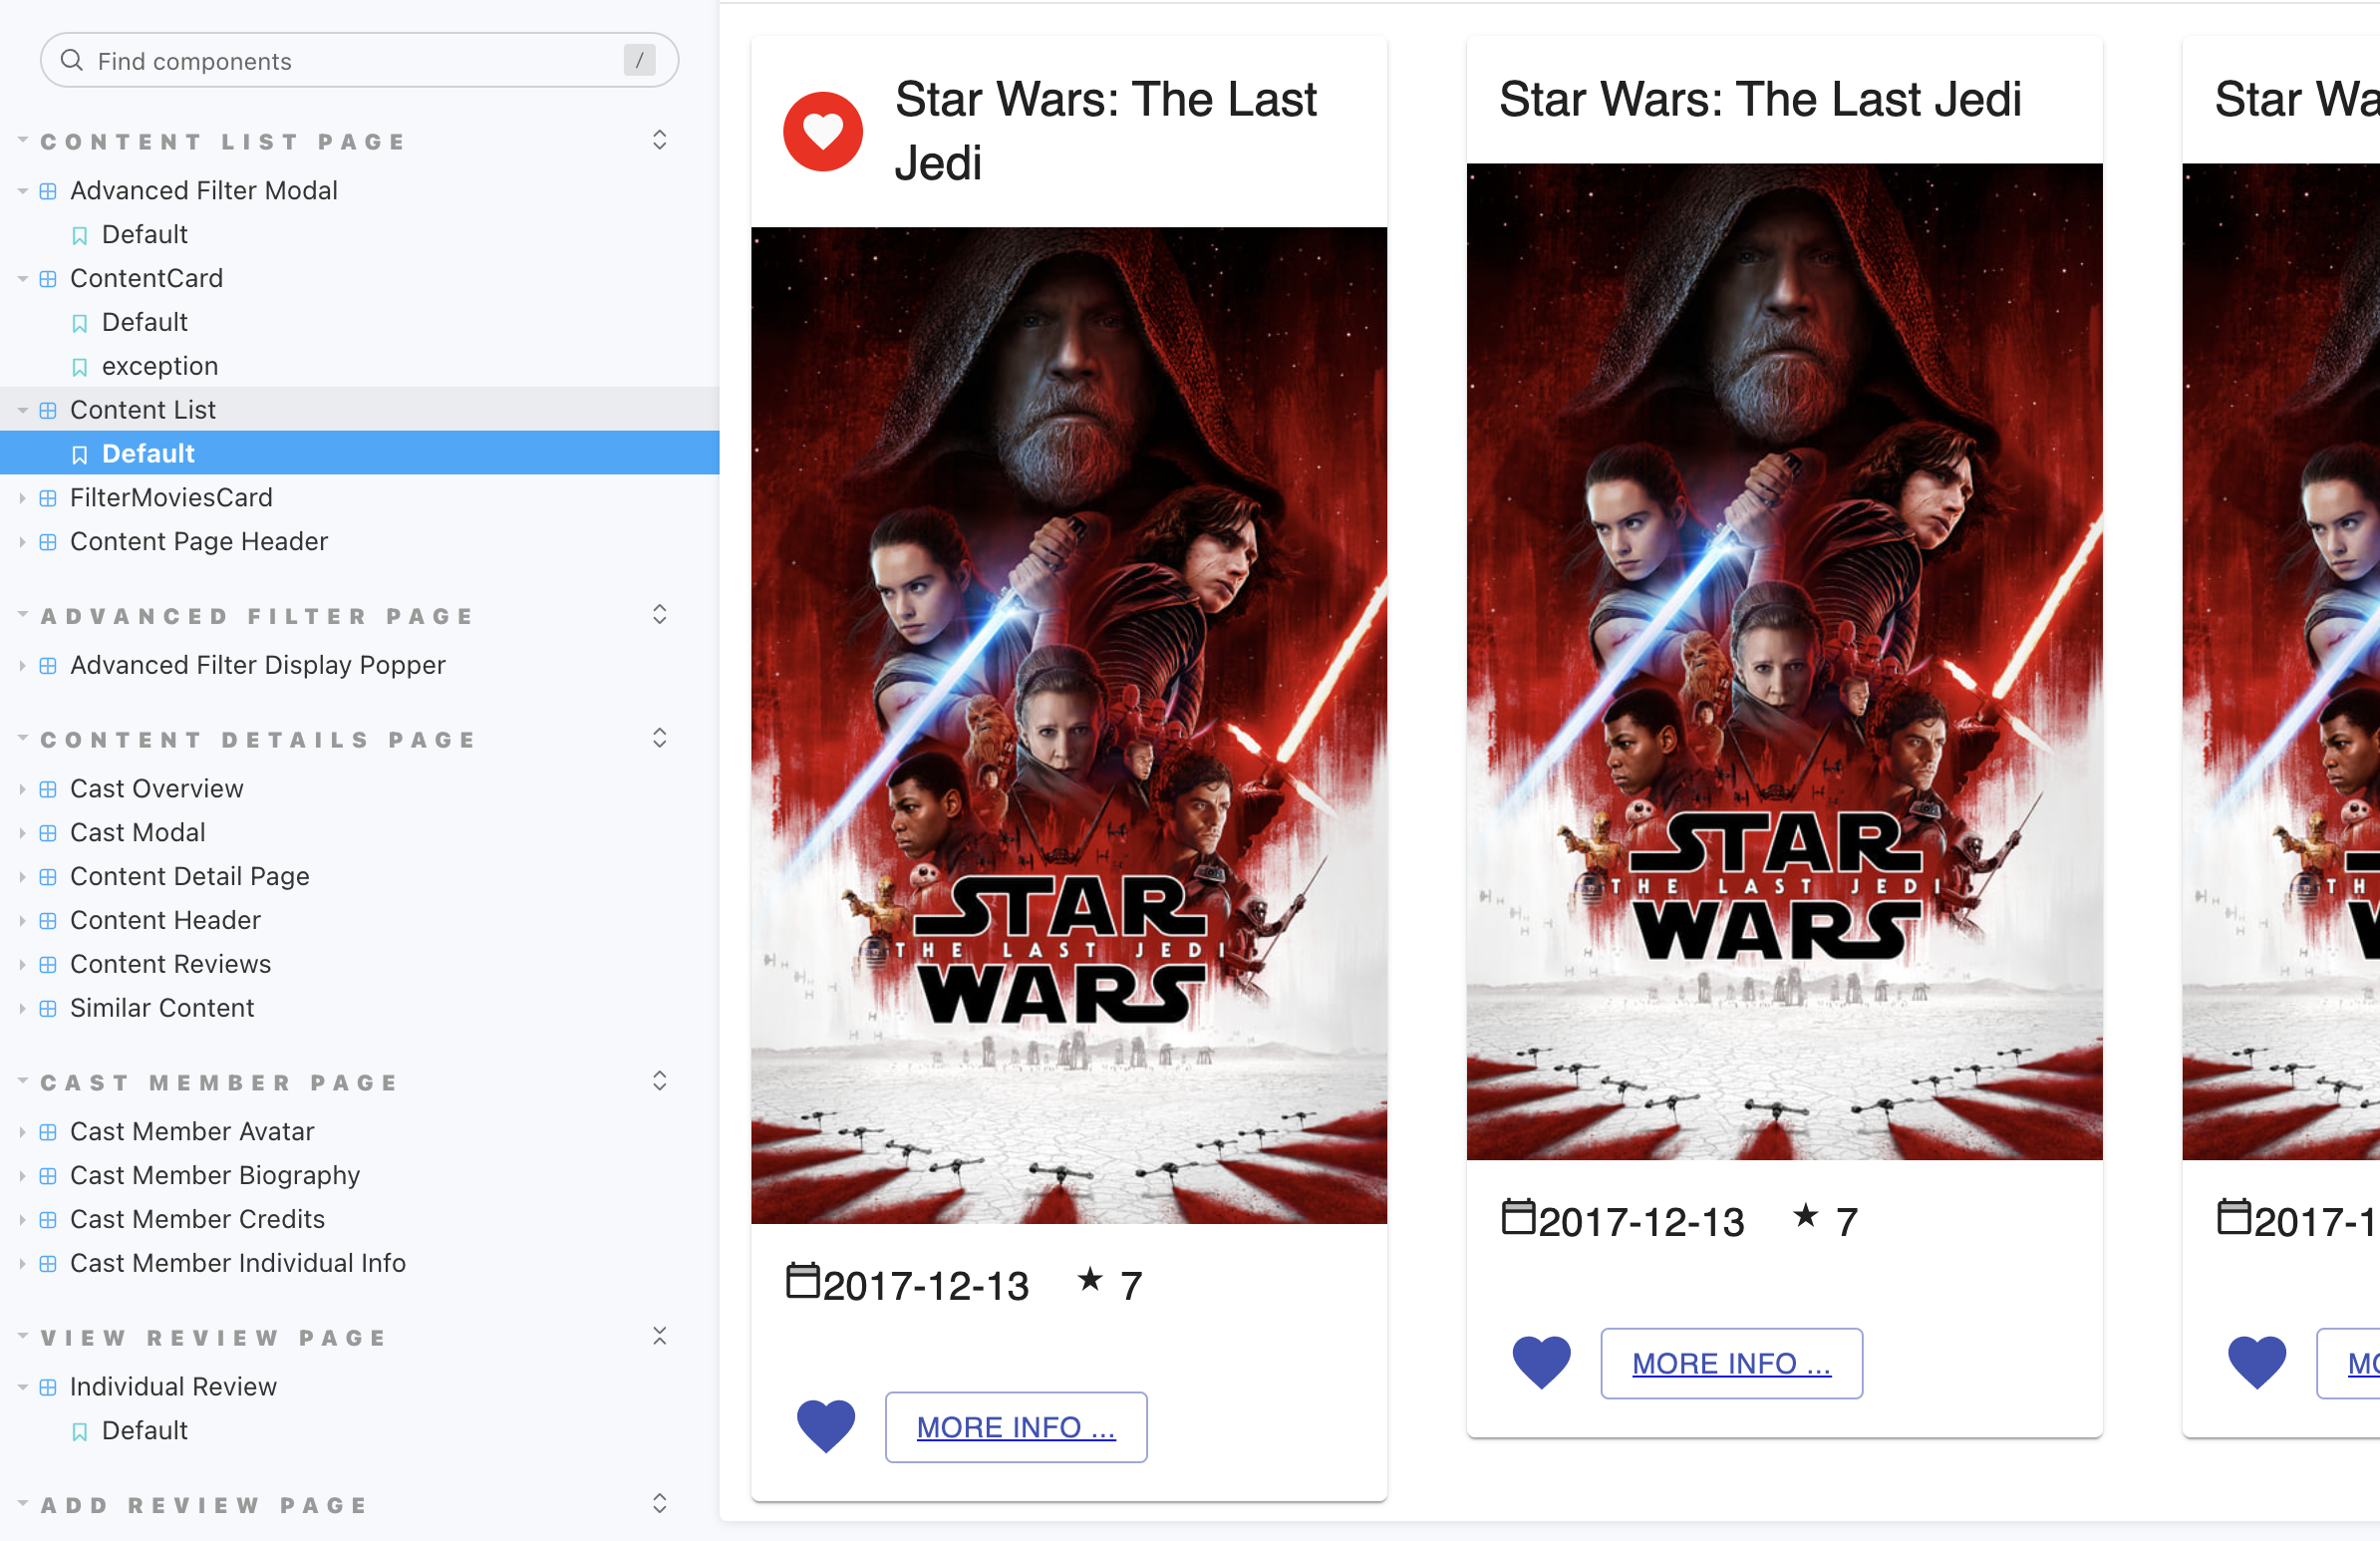 Find components
/
CONTENT LIST PAGE
Advanced Filter Modal
Default
ContentCard
Default
exception
Content List
Default
FilterMoviesCard
Content Page Header
ADVANCED FILTER PAGE
Advanced Filter Display Popper
CONTENT DETAILS PAGE
Cast Overview
Cast Modal
Content Detail Page
Content Header
Content Reviews
Similar Content
CAST MEMBER PAGE
Cast Member Avatar
Cast Member Biography
Cast Member Credits
Cast Member Individual Info
VIEW REVIEW PAGE
Individual Review
Default
ADD REVIEW PAGE
Star Wars: The Last
Jedi
STAR
THE LAST JEDI
WARS
2017-12-13 ★ 7
MORE INFO ...
Star Wars: The Last Jedi
STAR
THE LAST JEDI
WARS
2017-12-13 ★ 7
MORE INFO ...
Star Wa
2017-1